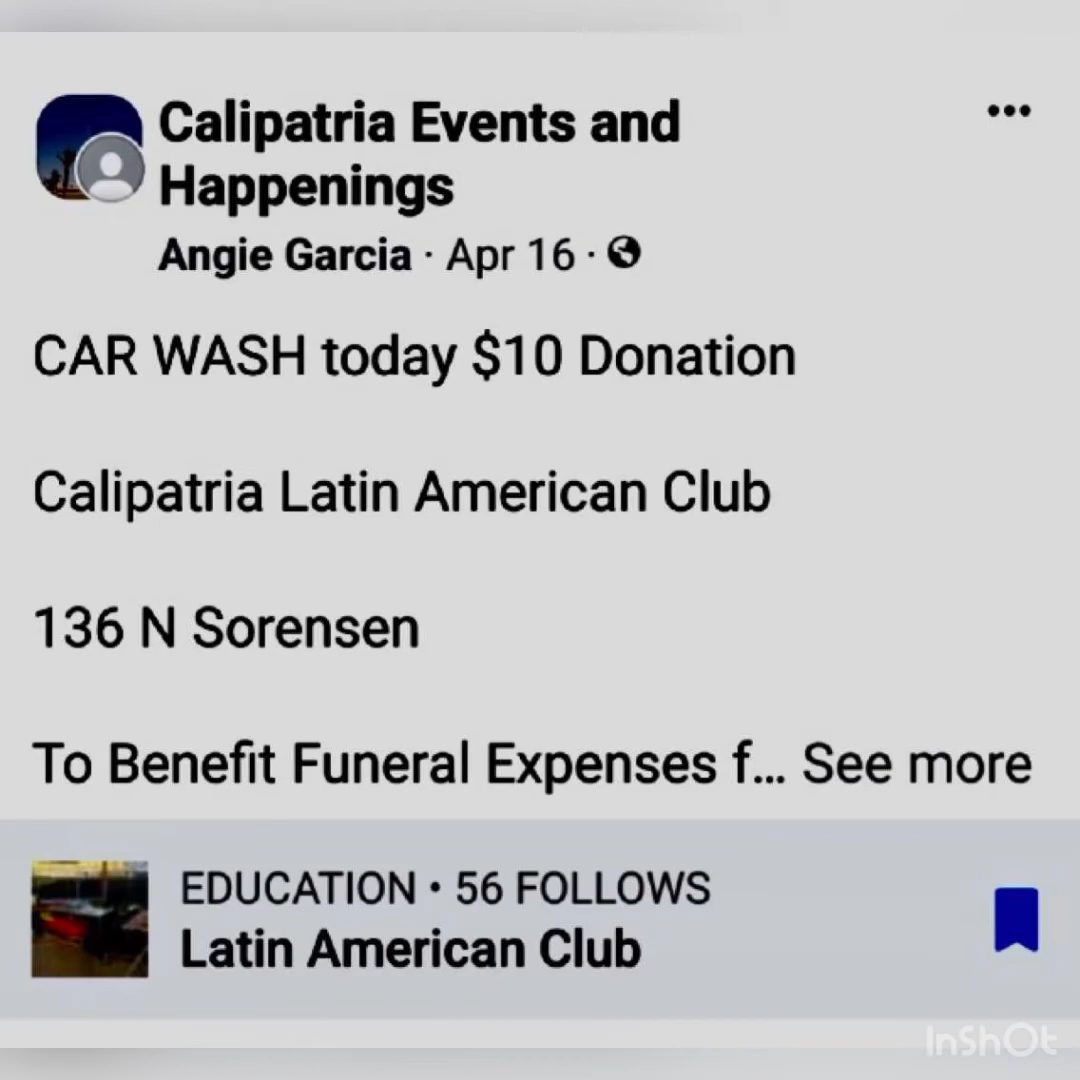 Calipatria Events and
Happenings
Angie Garcia · Apr 16 ·
CAR WASH today $10 Donation
Calipatria Latin American Club
136 N Sorensen
To Benefit Funeral Expenses f... See more
EDUCATION • 56 FOLLOWS
Latin American Club
InShOt